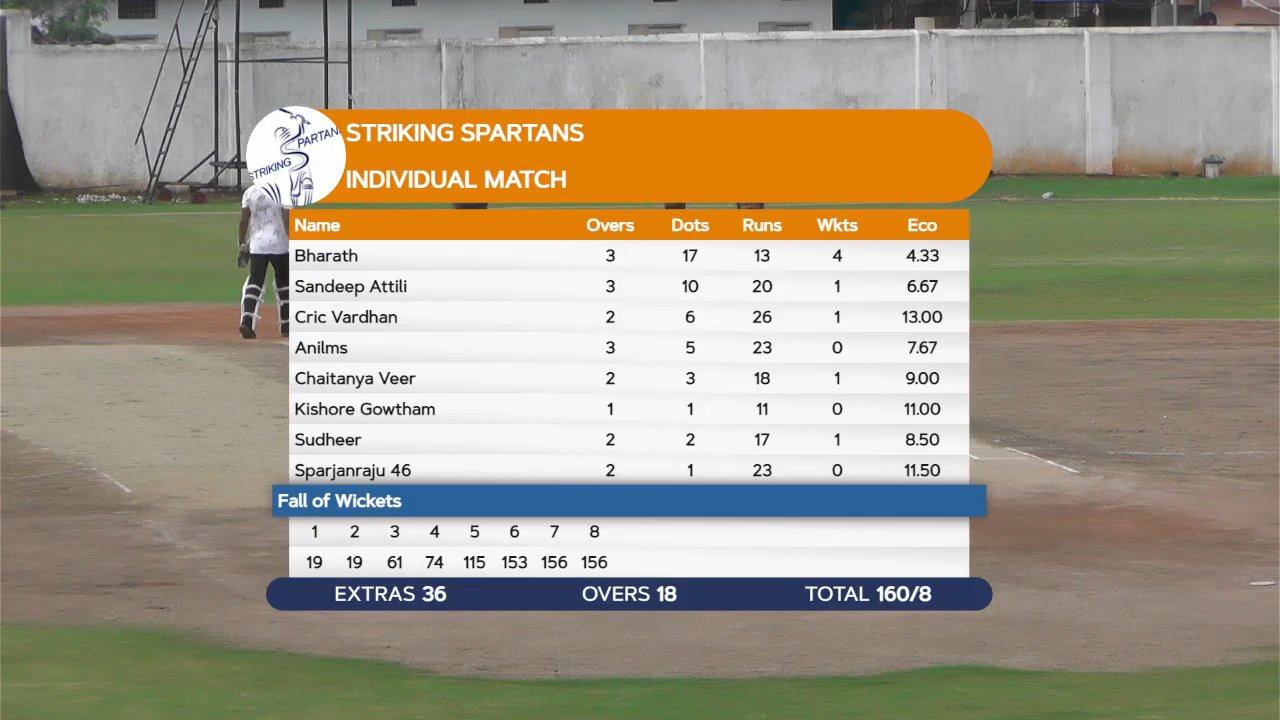 STRIKING SPARTANS
INDIVIDUAL MATCH
PARTAN
STRIKING
Name Overs Dots Runs Wkts Eco
Bharath 3 17 13 4 4.33
Sandeep Attili 3 10 20 1 6.67
Cric Vardhan 2 6 26 1 13.00
Anilms 3 5 23 0 7.67
Chaitanya Veer 2 3 18 1 9.00
Kishore Gowtham 1 1 11 0 11.00
Sudheer 2 2 17 1 8.50
Sparjanraju 46 2 1 23 0 11.50
Fall of Wickets
1 2 3 4 5 6 7 8
19 19 61 74 115 153 156 156
EXTRAS 36 OVERS 18 TOTAL 160/8